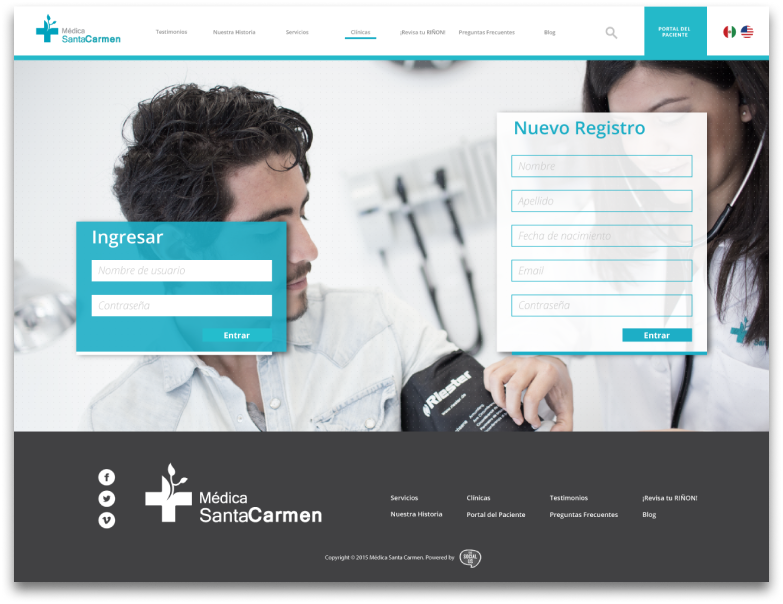 Médica
SantaCarmen
Testimonios
Nuestra Historia
Servicios
Clínicas
¡Revisa tu RIÑON!
Preguntas Frecuentes
Blog
PORTAL DEL
PACIENTE
Nuevo Registro
Nombre
Apellido
Fecha de nacimiento
Email
Contraseña
Entrar
Ingresar
Nombre de usuario
Contraseña
Entrar
Riester
Médica
SantaCarmen
Servicios
Clínicas
Testimonios
¡Revisa tu RIÑON!
Nuestra Historia
Portal del Paciente
Preguntas Frecuentes
Blog
Copyright © 2015 Médica Santa Carmen. Powered by
SOCIAL